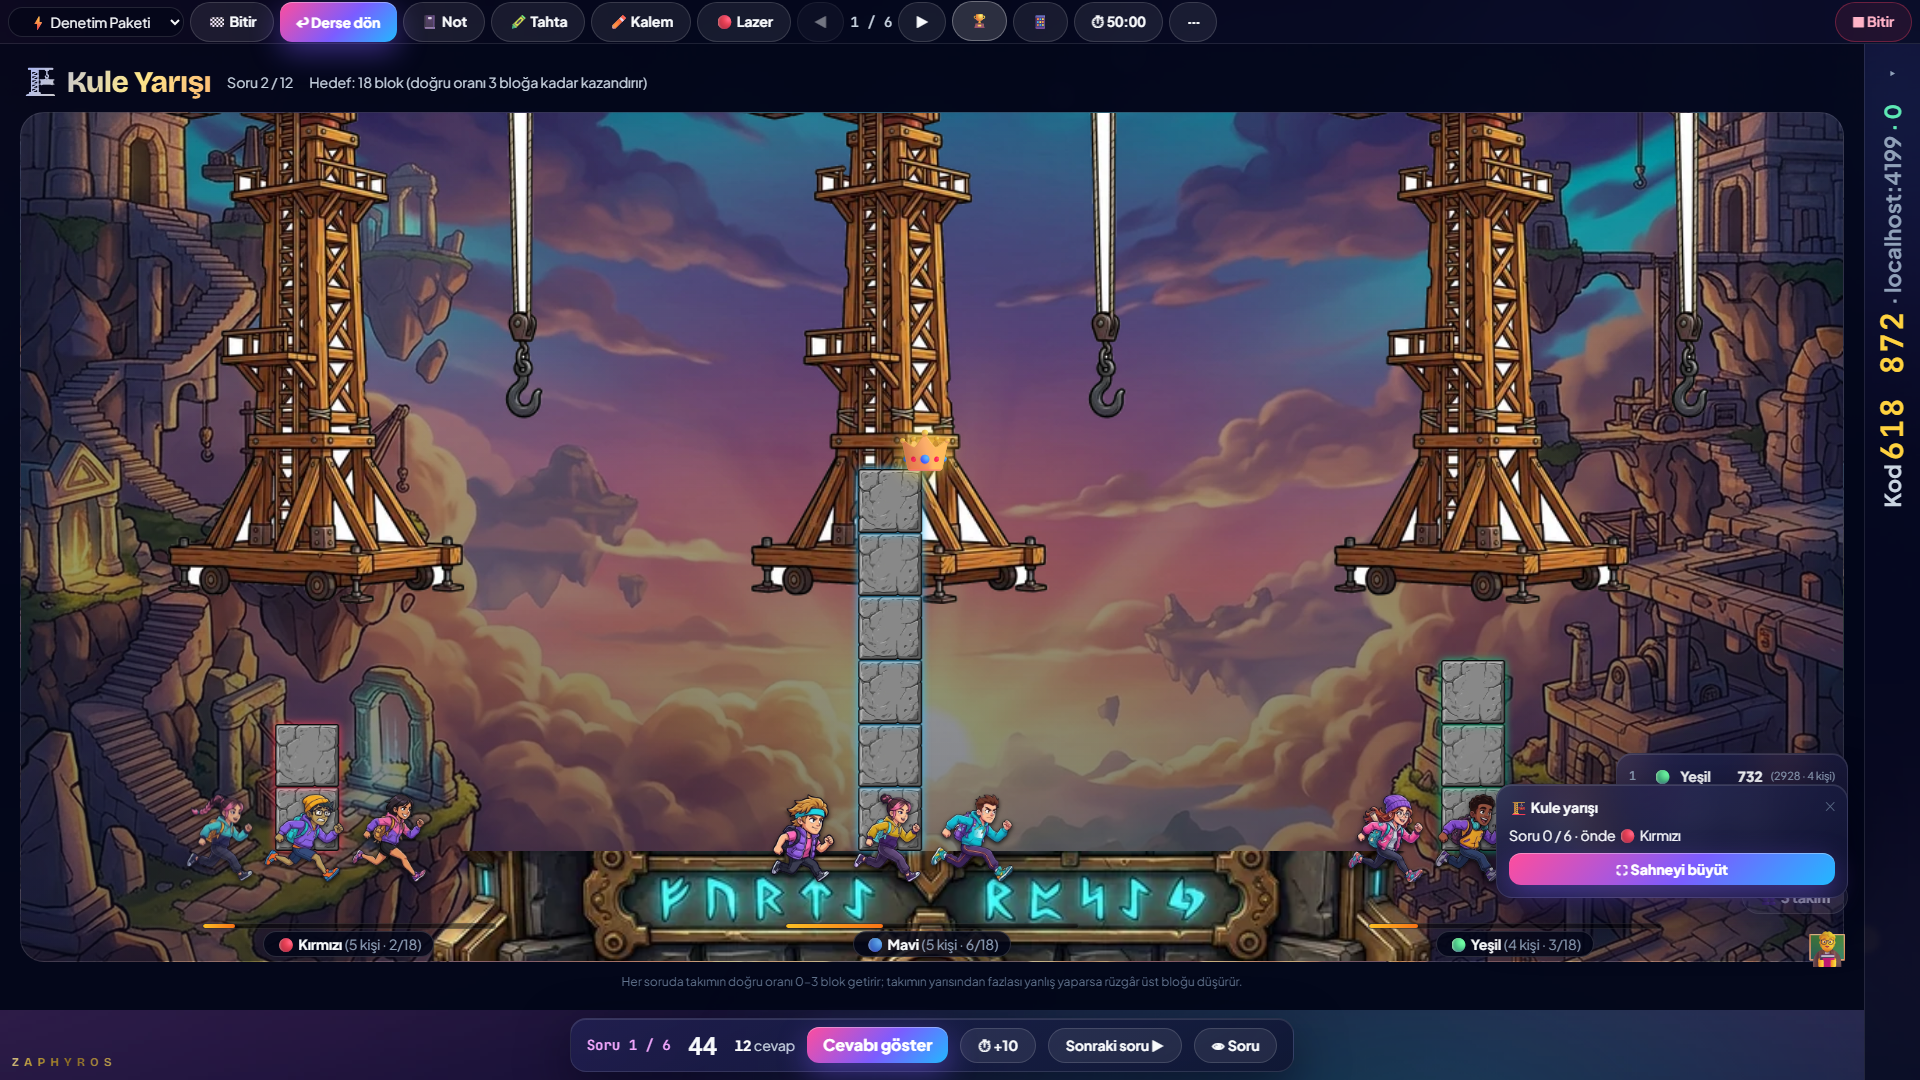 Denetim Paketi
Bitir
Derse dön
Not
Tahta
Kalem
Lazer
1 / 6
50:00
Bitir
Kule Yarışı
Soru 2 / 12
Hedef: 18 blok (doğru oranı 3 bloğa kadar kazandırır)
Kod 618 872 · localhost:4199 · 0
1 Yeşil 732 (2928 · 4 kişi)
Kule yarışı
Soru 0 / 6 · önde Kırmızı
Sahneyi büyüt
3 takım
Kırmızı (5 kişi · 2/18)
Mavi (5 kişi · 6/18)
Yeşil (4 kişi · 3/18)
Her soruda takımın doğru oranı 0–3 blok getirir; takımın yarısından fazlası yanlış yaparsa rüzgâr üst bloğu düşürür.
Soru 1 / 6
44
12 cevap
Cevabı göster
+10
Sonraki soru
Soru
ZAPHYROS